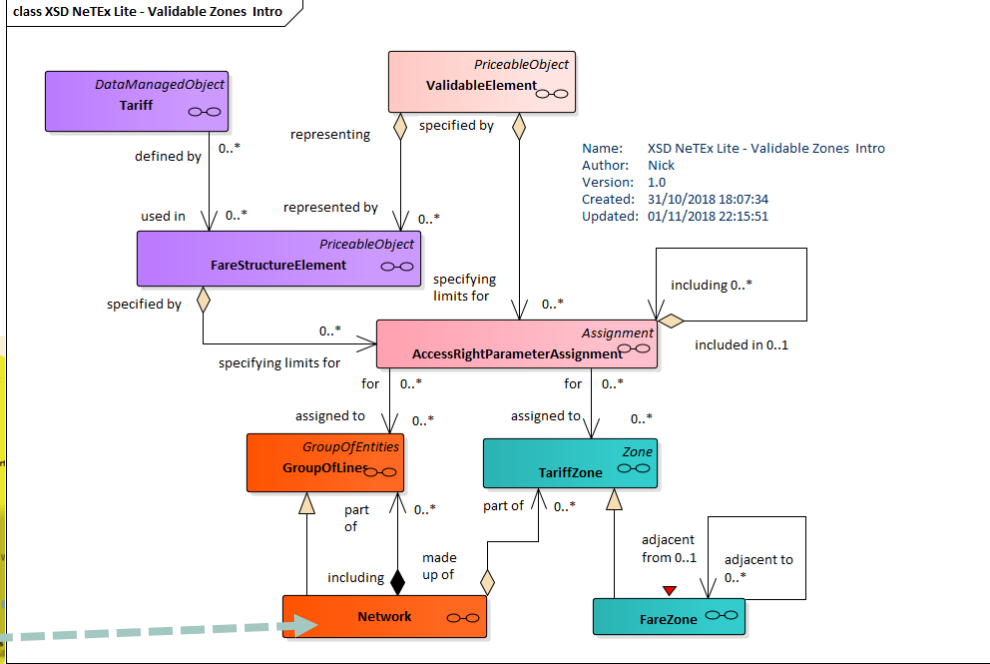 class XSD NeTEx Lite - Validable Zones Intro
DataManagedObject
Tariff
PriceableObject
ValidableElement
defined by
0..*
representing
specified by
Name: XSD NeTEx Lite - Validable Zones Intro
Author: Nick
Version: 1.0
Created: 31/10/2018 18:07:34
Updated: 01/11/2018 22:15:51
used in
0..*
represented by
0..*
PriceableObject
FareStructureElement
specified by
specifying
limits for
0..*
including 0..*
included in 0..1
0..*
specifying limits for
Assignment
AccessRightParameterAssignment
for
0..*
for
0..*
assigned to
0..*
assigned to
0..*
GroupOfEntities
GroupOfLines
Zone
TariffZone
part
of
0..*
part of
0..*
including
made
up of
adjacent
from 0..1
adjacent to
0..*
Network
FareZone